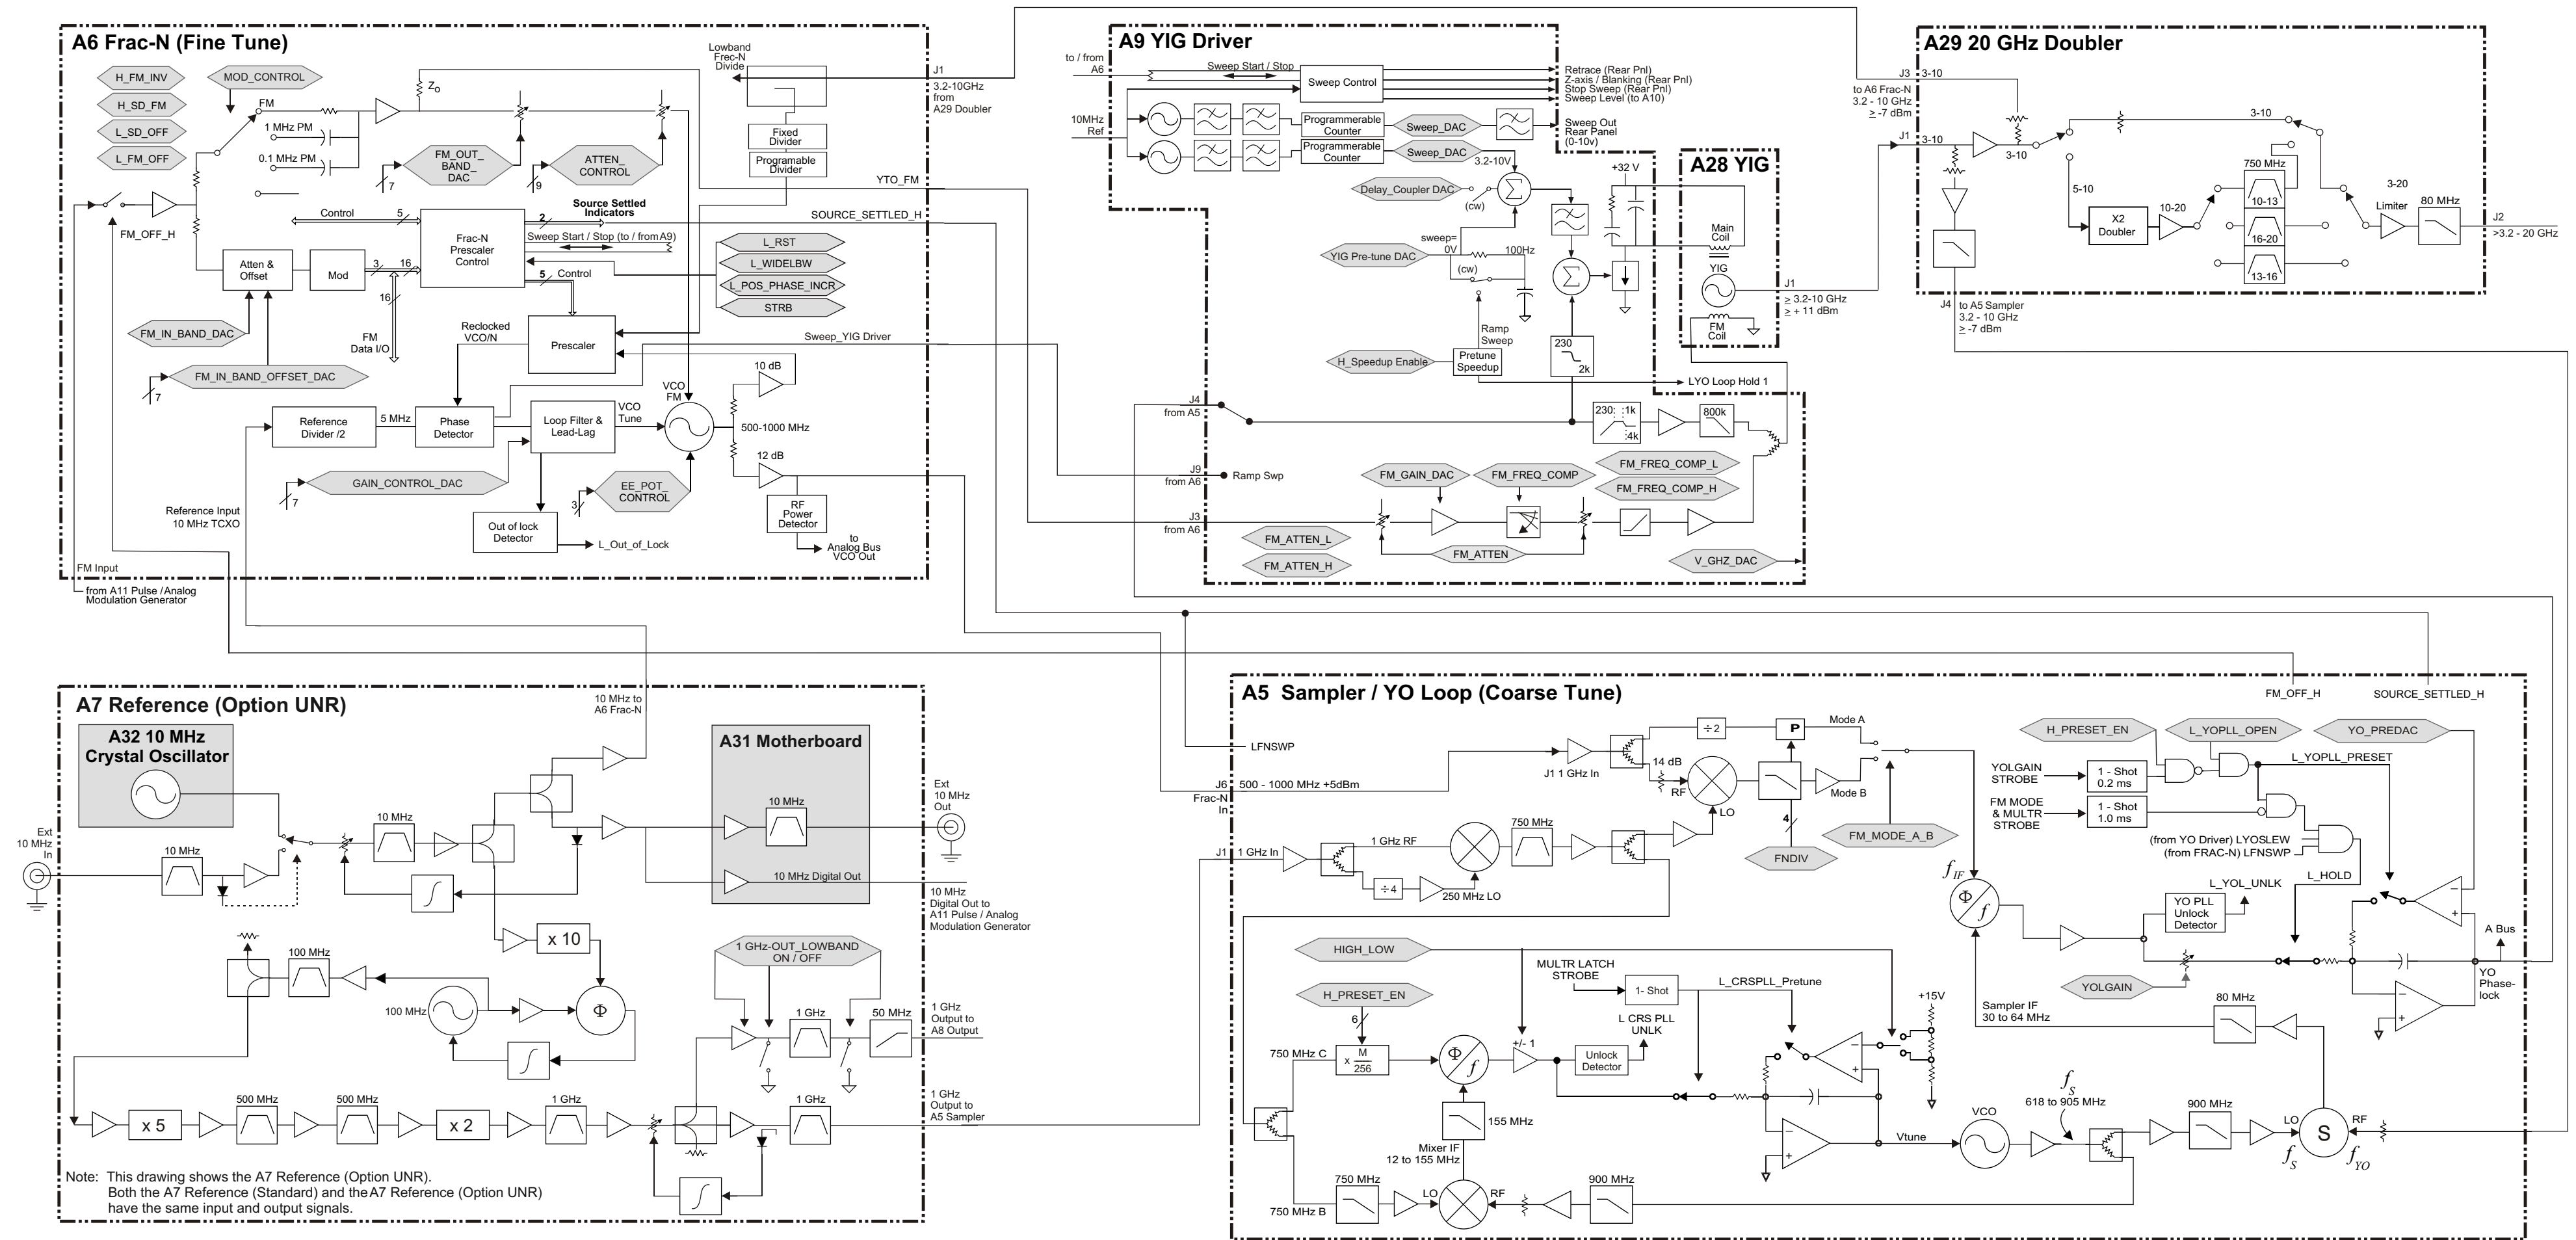 A6 Frac-N (Fine Tune)
H_FM_INV
MOD_CONTROL
H_SD_FM
L_SD_OFF
L_FM_OFF
FM
1 MHz PM
0.1 MHz PM
Zo
Lowband
Frec-N
Divide
J1
3.2-10GHz
from
A29 Doubler
Fixed
Divider
Programable
Divider
FM_OUT_
BAND_
DAC
7
ATTEN_
CONTROL
9
YTO_FM
FM_OFF_H
Control
5
Frac-N
Prescaler
Control
2
Source Settled
Indicators
SOURCE_SETTLED_H
Sweep Start / Stop (to / from A9)
L_RST
L_WIDELBW
L_POS_PHASE_INCR
STRB
5
Control
Atten &
Offset
Mod
3
16
16
FM
Data I/O
FM_IN_BAND_DAC
FM_IN_BAND_OFFSET_DAC
7
Reclocked
VCO/N
Prescaler
Sweep_YIG Driver
10 dB
Reference
Divider /2
5 MHz
Phase
Detector
Loop Filter &
Lead-Lag
VCO
Tune
VCO
FM
500-1000 MHz
12 dB
GAIN_CONTROL_DAC
7
EE_POT_
CONTROL
3
RF
Power
Detector
Reference Input
10 MHz TCXO
Out of lock
Detector
L_Out_of_Lock
to
Analog Bus
VCO Out
FM Input
from A11 Pulse /Analog
Modulation Generator
A9 YIG Driver
to / from
A6
Sweep Start / Stop
Sweep Control
Retrace (Rear Pnl)
Z-axis / Blanking (Rear Pnl)
Stop Sweep (Rear Pnl)
Sweep Level (to A10)
10MHz
Ref
Programmerable
Counter
Sweep_DAC
Sweep Out
Rear Panel
(0-10v)
Programmerable
Counter
Sweep_DAC
3.2-10V
Delay_Coupler DAC
(cw)
Σ
+32 V
YIG Pre-tune DAC
sweep=
0V
100Hz
(cw)
Σ
Ramp
Sweep
H_Speedup Enable
Pretune
Speedup
230
2k
LYO Loop Hold 1
J4
from A5
230
1k
4k
800k
J9
from A6
Ramp Swp
FM_GAIN_DAC
FM_FREQ_COMP
FM_FREQ_COMP_L
FM_FREQ_COMP_H
J3
from A6
FM_ATTEN_L
FM_ATTEN_H
FM_ATTEN
V_GHZ_DAC
A28 YIG
Main
Coil
YIG
FM
Coil
J1
≥ 3.2-10 GHz
≥ + 11 dBm
A29 20 GHz Doubler
J3
3-10
to A6 Frac-N
3.2 - 10 GHz
≥ -7 dBm
J1
3-10
3-10
3-10
5-10
X2
Doubler
10-20
750 MHz
10-13
16-20
13-16
3-20
Limiter
80 MHz
J2
>3.2 - 20 GHz
J4
to A5 Sampler
3.2 - 10 GHz
≥ -7 dBm
A7 Reference (Option UNR)
10 MHz to
A6 Frac-N
A32 10 MHz
Crystal Oscillator
A31 Motherboard
10 MHz
10 MHz Digital Out
Ext
10 MHz
Out
Ext
10 MHz
In
10 MHz
10 MHz
10 MHz
Digital Out to
A11 Pulse / Analog
Modulation Generator
x 10
100 MHz
100 MHz
Φ
1 GHz-OUT_LOWBAND
ON / OFF
1 GHz
50 MHz
1 GHz
Output to
A8 Output
x 5
500 MHz
500 MHz
x 2
1 GHz
1 GHz
1 GHz
Output to
A5 Sampler
Note: This drawing shows the A7 Reference (Option UNR).
Both the A7 Reference (Standard) and the A7 Reference (Option UNR)
have the same input and output signals.
A5 Sampler / YO Loop (Coarse Tune)
FM_OFF_H
SOURCE_SETTLED_H
LFNSWP
J6
Frac-N
In
500 - 1000 MHz +5dBm
J1 1 GHz In
÷2
P
Mode A
14 dB
RF
LO
Mode B
4
FNDIV
FM_MODE_A_B
J1
1 GHz In
1 GHz RF
÷4
250 MHz LO
750 MHz
H_PRESET_EN
L_YOPLL_OPEN
YO_PREDAC
YOLGAIN
STROBE
1 - Shot
0.2 ms
L_YOPLL_PRESET
FM MODE
& MULTR
STROBE
1 - Shot
1.0 ms
(from YO Driver) LYOSLEW
(from FRAC-N) LFNSWP
L_HOLD
fIF
Φ
f
L_YOL_UNLK
YO PLL
Unlock
Detector
A Bus
YO
Phase-
lock
YOLGAIN
Sampler IF
30 to 64 MHz
80 MHz
HIGH_LOW
H_PRESET_EN
6
MULTR LATCH
STROBE
1- Shot
L_CRSPLL_Pretune
+15V
750 MHz C
x M
256
Φ
f
+/- 1
L CRS PLL
UNLK
Unlock
Detector
155 MHz
Mixer IF
12 to 155 MHz
750 MHz
750 MHz B
LO
RF
900 MHz
Vtune
VCO
fS
618 to 905 MHz
900 MHz
LO
fS
S
RF
fYO